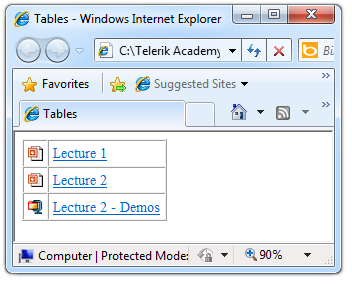 Tables - Windows Internet Explorer
C:\Telerik Academy
Favorites
Suggested Sites
Tables
Lecture 1
Lecture 2
Lecture 2 - Demos
Computer | Protected Mode:
90%